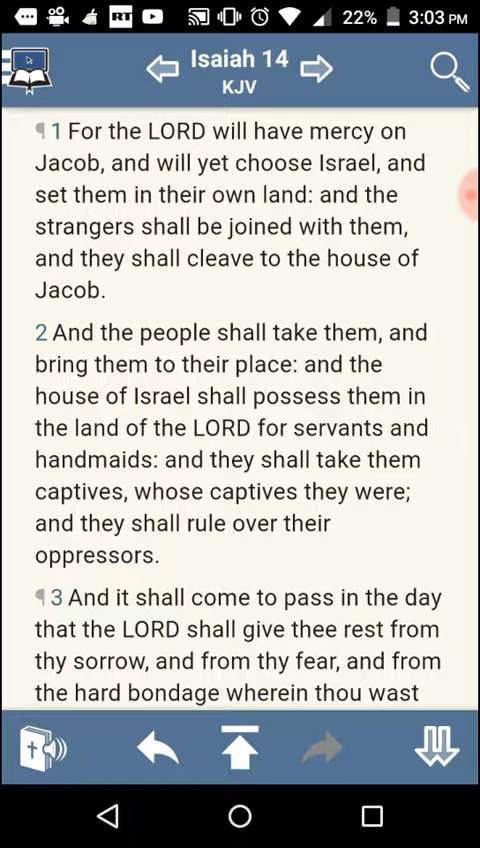 RT 22% 3:03 PM
Isaiah 14
KJV
¶ 1 For the LORD will have mercy on
Jacob, and will yet choose Israel, and
set them in their own land: and the
strangers shall be joined with them,
and they shall cleave to the house of
Jacob.
2 And the people shall take them, and
bring them to their place: and the
house of Israel shall possess them in
the land of the LORD for servants and
handmaids: and they shall take them
captives, whose captives they were;
and they shall rule over their
oppressors.
¶ 3 And it shall come to pass in the day
that the LORD shall give thee rest from
thy sorrow, and from thy fear, and from
the hard bondage wherein thou wast